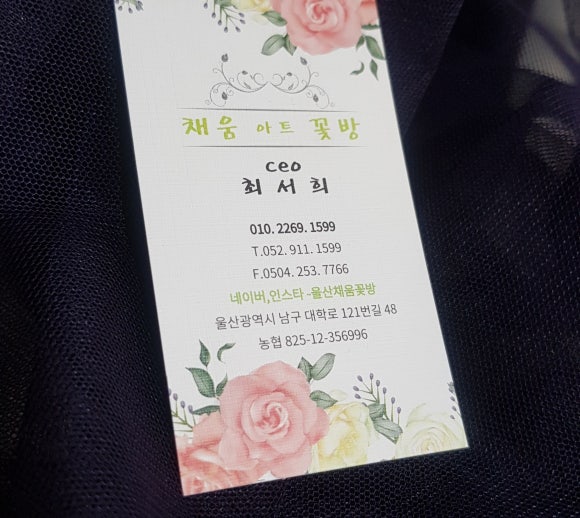 채움 아트 꽃방
ceo
최서희
010. 2269. 1599
T.052. 911. 1599
F.0504. 253. 7766
네이버,인스타 -울산채움꽃방
울산광역시 남구 대학로 121번길 48
농협 825-12-356996